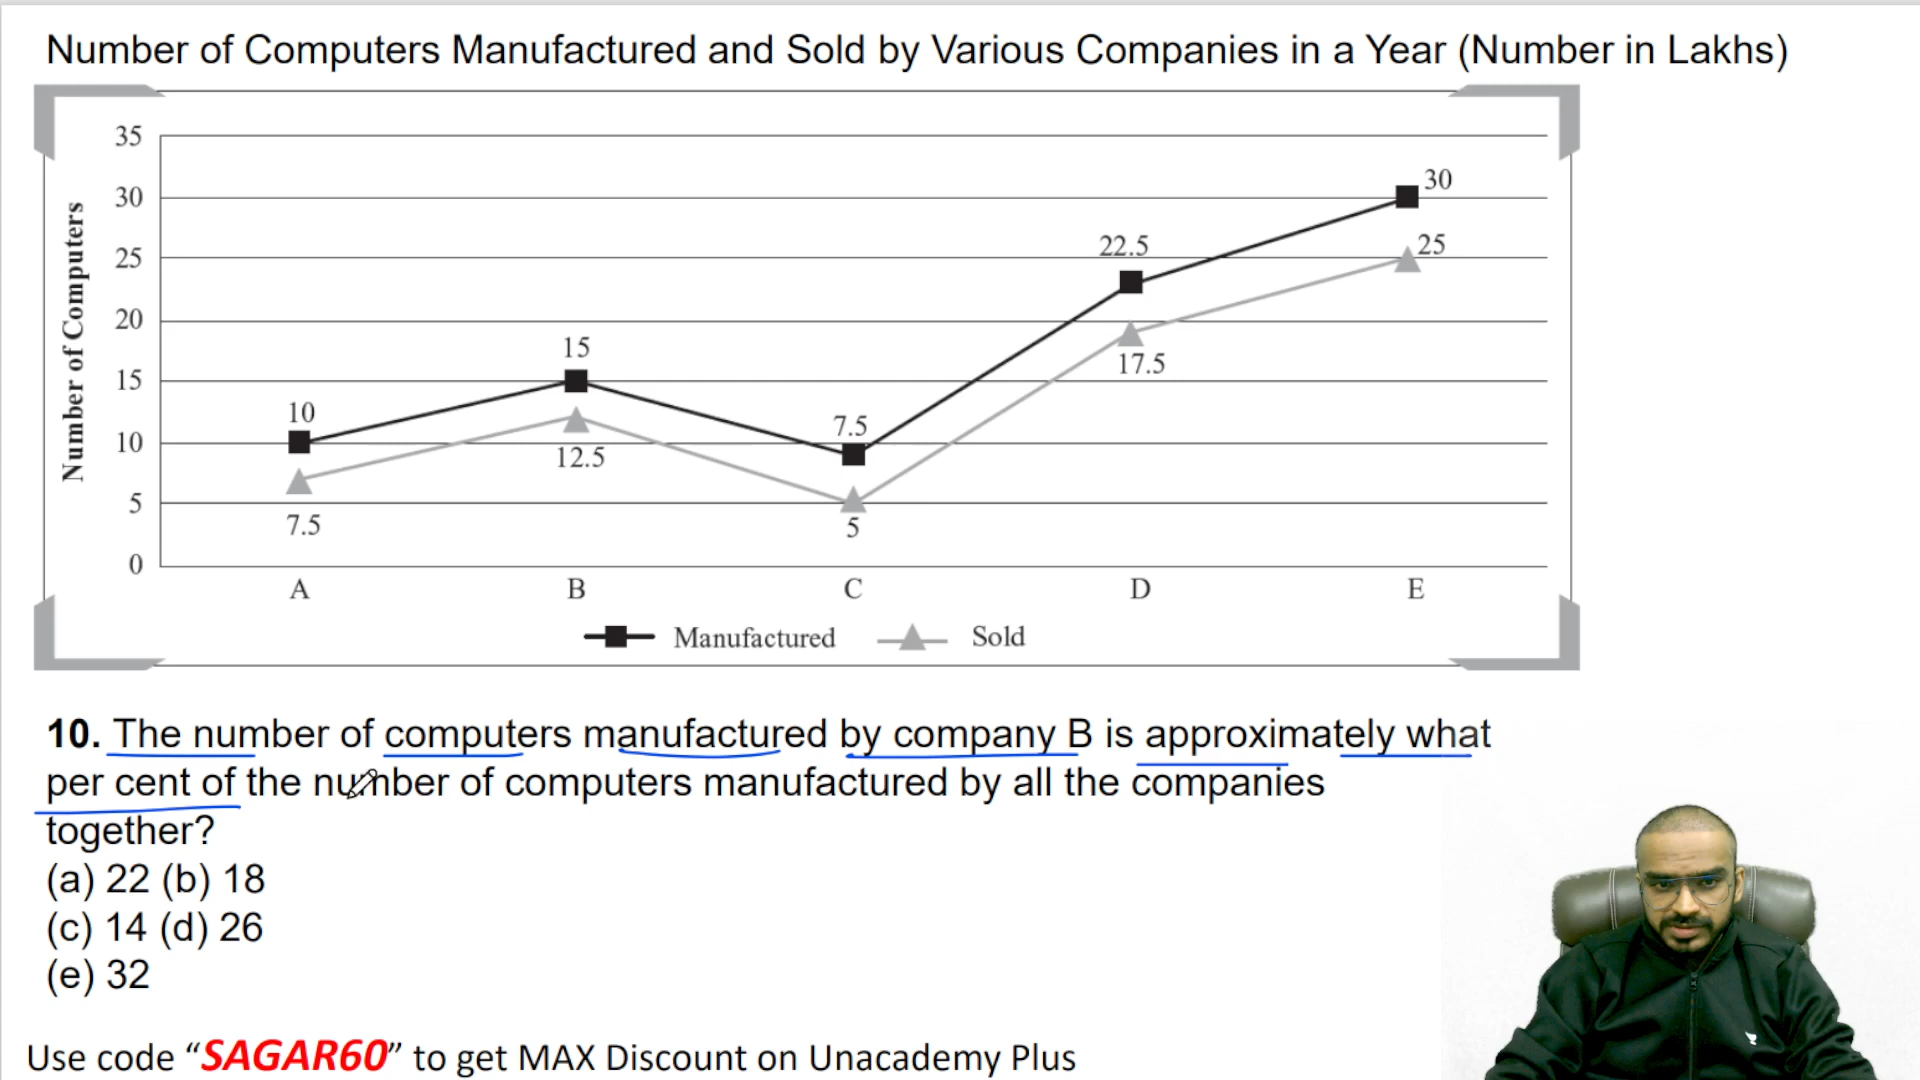 Number of Computers Manufactured and Sold by Various Companies in a Year (Number in Lakhs)
35
30
25
20
15
10
5
0
Number of Computers
10
15
7.5
22.5
30
7.5
12.5
5
17.5
25
A B C D E
Manufactured Sold
10. The number of computers manufactured by company B is approximately what
per cent of the number of computers manufactured by all the companies
together?
(a) 22 (b) 18
(c) 14 (d) 26
(e) 32
Use code “SAGAR60” to get MAX Discount on Unacademy Plus